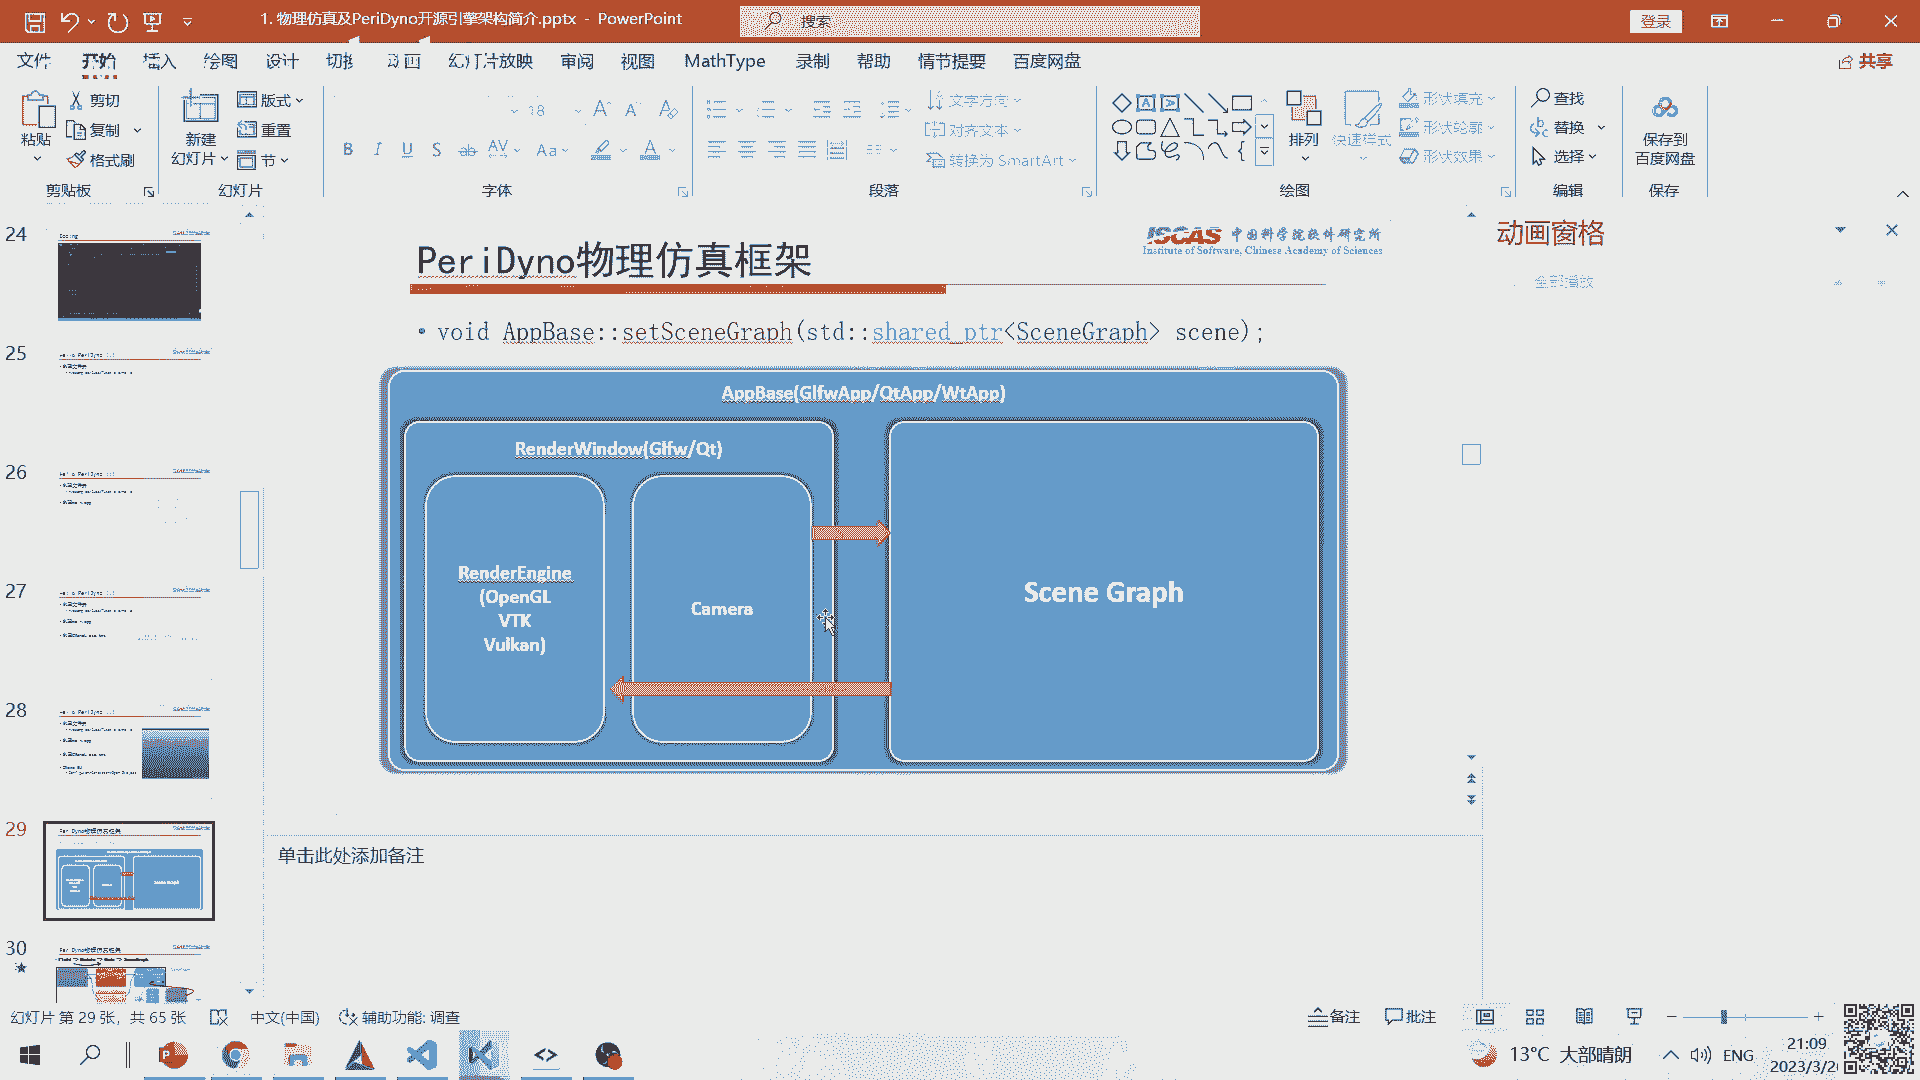 1. 物理仿真及PeriDyno开源引擎架构简介.pptx - PowerPoint
搜索
登录
文件 开始 插入 绘图 设计 切换 动画 幻灯片放映 审阅 视图 MathType 录制 帮助 情节提要 百度网盘
共享
粘贴
剪切
复制
格式刷
剪贴板
新建
幻灯片
版式
重置
节
幻灯片
18
字体
文字方向
对齐文本
转换为 SmartArt
段落
排列
快速样式
形状填充
形状轮廓
形状效果
绘图
查找
替换
选择
编辑
保存到
百度网盘
保存
24
25
26
27
28
29
30
PeriDyno物理仿真框架
ISCAS 中国科学院软件研究所
Institute of Software, Chinese Academy of Sciences
• void AppBase::setSceneGraph(std::shared_ptr<SceneGraph> scene);
AppBase(GlfwApp/QtApp/WtApp)
RenderWindow(Glfw/Qt)
RenderEngine
(OpenGL
VTK
Vulkan)
Camera
Scene Graph
动画窗格
全部播放
单击此处添加备注
幻灯片 第 29 张，共 65 张
中文(中国)
辅助功能: 调查
备注
批注
13°C 大部晴朗
ENG
21:09